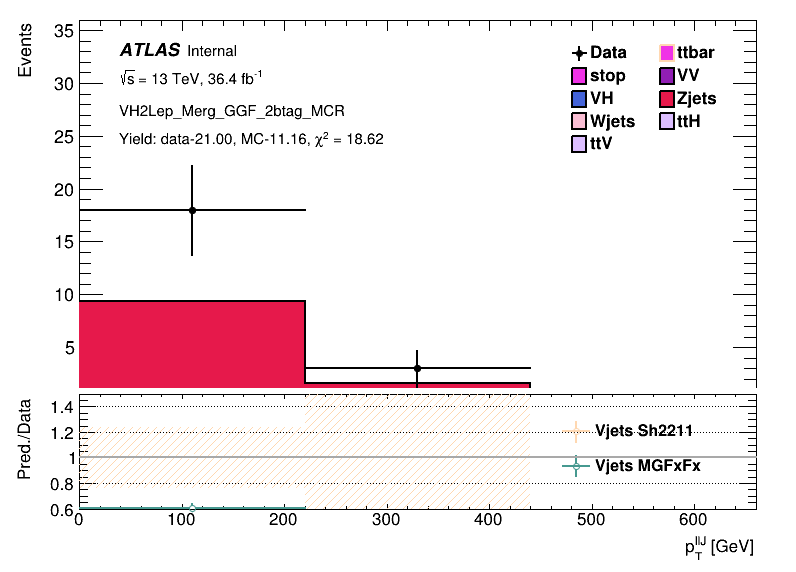 Events
35
30
25
20
15
10
5
ATLAS Internal
√s = 13 TeV, 36.4 fb⁻¹
VH2Lep_Merg_GGF_2btag_MCR
Yield: data-21.00, MC-11.16, χ² = 18.62
Data
ttbar
stop
VV
VH
Zjets
Wjets
ttH
ttV
Pred./Data
1.4
1.2
1
0.8
0.6
Vjets Sh2211
Vjets MGFxFx
0 100 200 300 400 500 600
p_T^llJ [GeV]